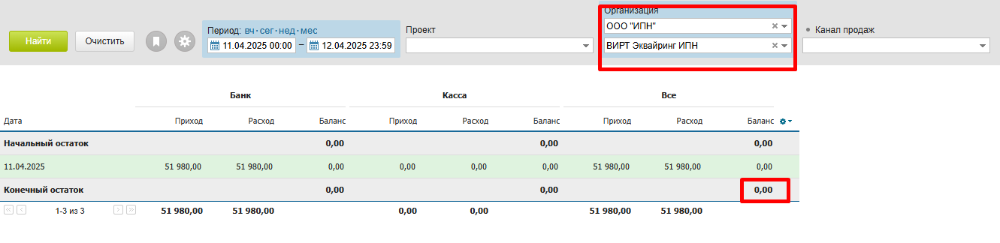 Организация
Найти Очистить Период: вч·сег·нед·мес Проект ООО "ИПН" • Канал продаж
11.04.2025 00:00 – 12.04.2025 23:59 ВИРТ Эквайринг ИПН
Банк Касса Все
Дата Приход Расход Баланс Приход Расход Баланс Приход Расход Баланс
Начальный остаток 0,00 0,00 0,00
11.04.2025 51 980,00 51 980,00 0,00 0,00 0,00 0,00 51 980,00 51 980,00 0,00
Конечный остаток 0,00 0,00 0,00
1-3 из 3 51 980,00 51 980,00 0,00 0,00 51 980,00 51 980,00